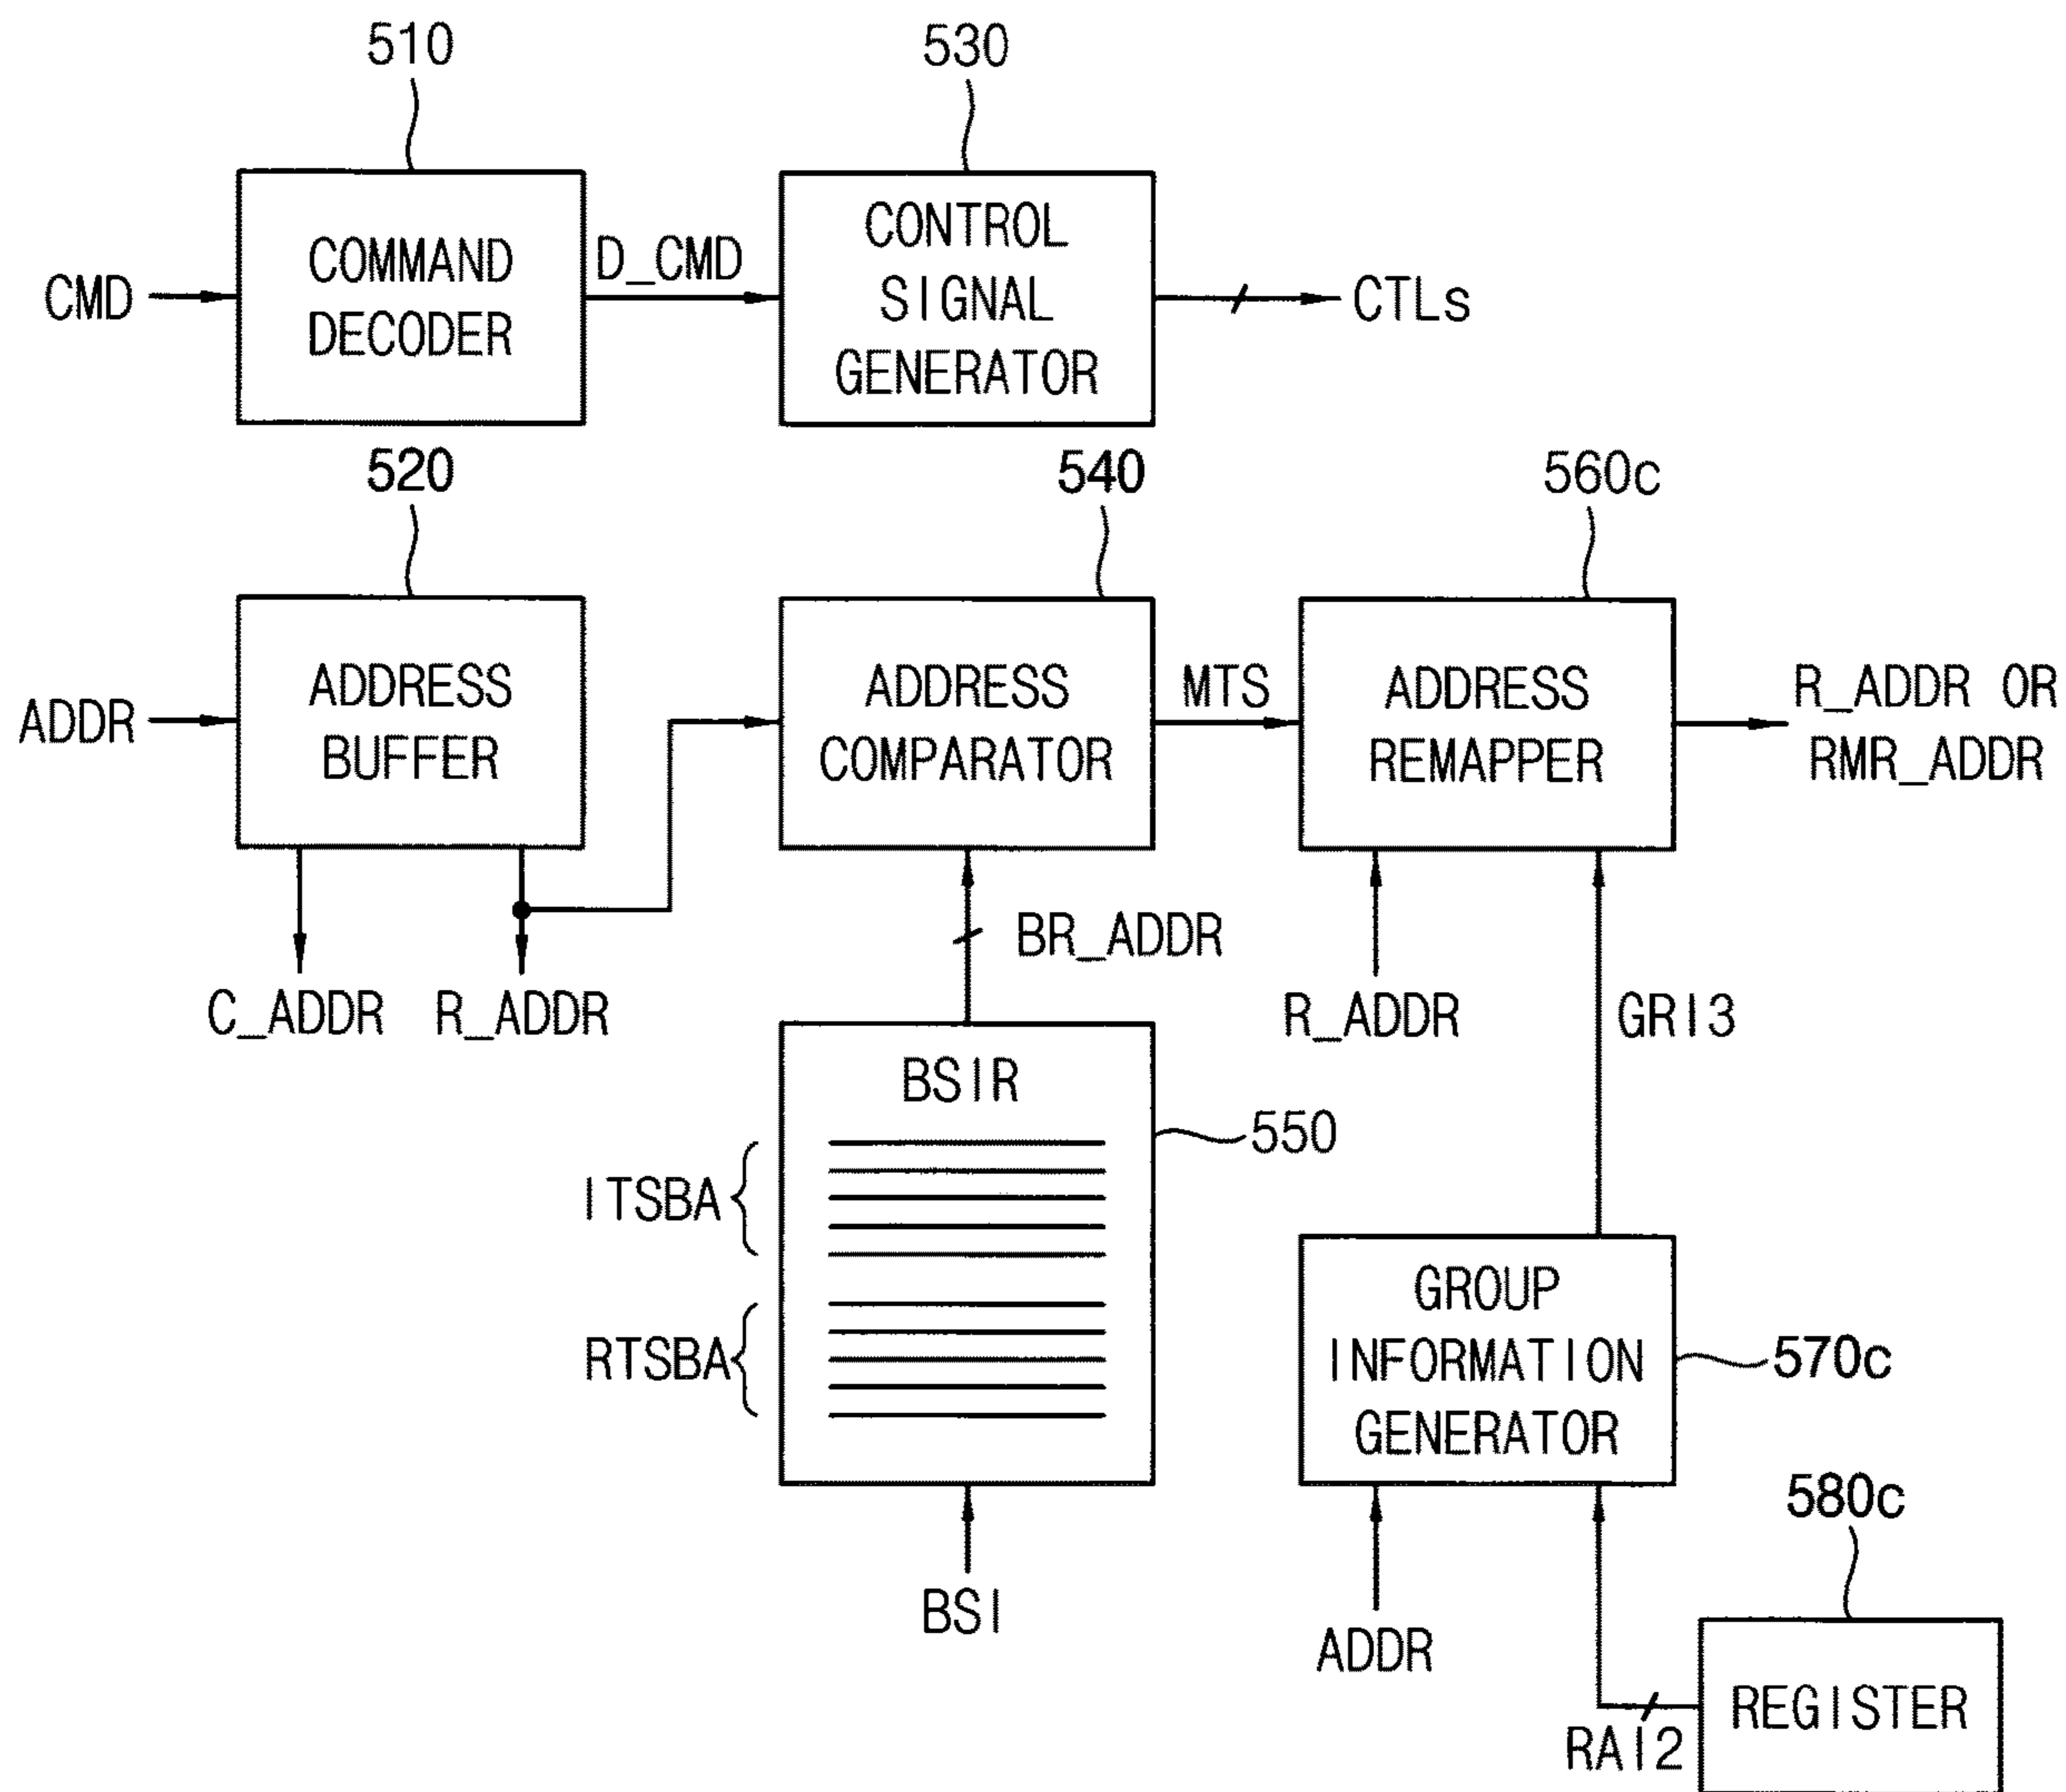 510
530
CMD
COMMAND
DECODER
D_CMD
CONTROL
SIGNAL
GENERATOR
CTLs
520
540
560c
ADDR
ADDRESS
BUFFER
ADDRESS
COMPARATOR
MTS
ADDRESS
REMAPPER
R_ADDR OR
RMR_ADDR
C_ADDR
R_ADDR
BR_ADDR
R_ADDR
GRI3
BSIR
550
ITSBA
RTSBA
GROUP
INFORMATION
GENERATOR
570c
BSI
ADDR
580c
RAI2
REGISTER